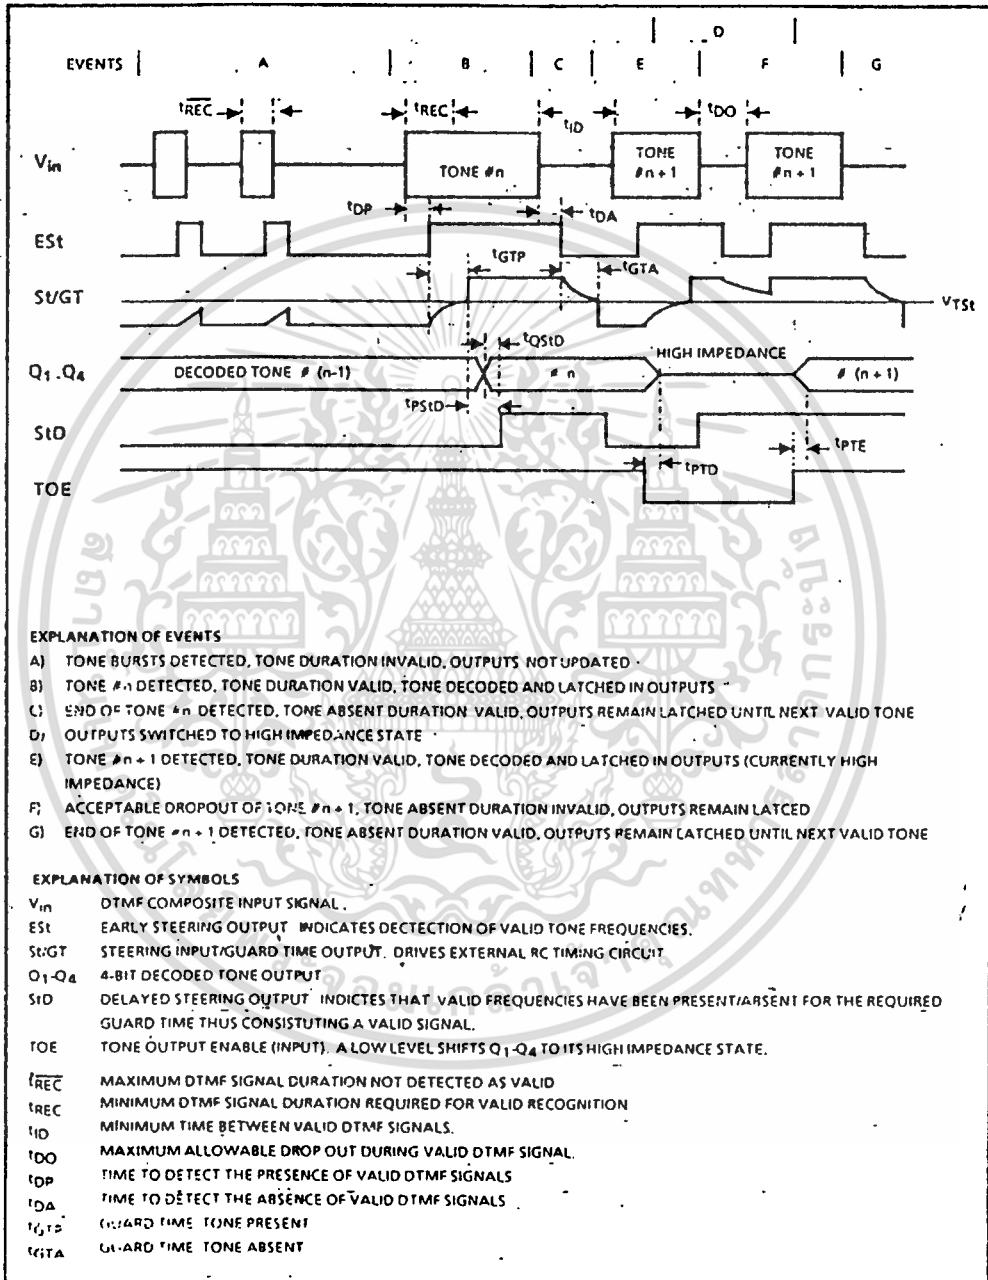 D
EVENTS A B C E F G
tREC tREC tID tDO
Vin TONE #n TONE #n+1 TONE #n+1
tDP tDA
ESt
tGTP tGTA
St/GT VTSt
tQStD HIGH IMPEDANCE
Q1-Q4 DECODED TONE # (n-1) # n # (n + 1)
tPStD
StD
tPTE
tPTD
TOE
EXPLANATION OF EVENTS
A) TONE BURSTS DETECTED, TONE DURATION INVALID, OUTPUTS NOT UPDATED
B) TONE #n DETECTED, TONE DURATION VALID, TONE DECODED AND LATCHED IN OUTPUTS
C) END OF TONE #n DETECTED, TONE ABSENT DURATION VALID, OUTPUTS REMAIN LATCHED UNTIL NEXT VALID TONE
D) OUTPUTS SWITCHED TO HIGH IMPEDANCE STATE
E) TONE #n + 1 DETECTED, TONE DURATION VALID, TONE DECODED AND LATCHED IN OUTPUTS (CURRENTLY HIGH
IMPEDANCE)
F) ACCEPTABLE DROPOUT OF TONE #n + 1, TONE ABSENT DURATION INVALID, OUTPUTS REMAIN LATCED
G) END OF TONE #n + 1 DETECTED, TONE ABSENT DURATION VALID, OUTPUTS REMAIN LATCHED UNTIL NEXT VALID TONE
EXPLANATION OF SYMBOLS
Vin DTMF COMPOSITE INPUT SIGNAL.
ESt EARLY STEERING OUTPUT INDICATES DECTECTION OF VALID TONE FREQUENCIES.
St/GT STEERING INPUT/GUARD TIME OUTPUT. DRIVES EXTERNAL RC TIMING CIRCUIT
Q1-Q4 4-BIT DECODED TONE OUTPUT
StD DELAYED STEERING OUTPUT INDICTES THAT VALID FREQUENCIES HAVE BEEN PRESENT/ABSENT FOR THE REQUIRED
GUARD TIME THUS CONSISTUTING A VALID SIGNAL.
TOE TONE OUTPUT ENABLE (INPUT). A LOW LEVEL SHIFTS Q1-Q4 TO ITS HIGH IMPEDANCE STATE.
tREC MAXIMUM DTMF SIGNAL DURATION NOT DETECTED AS VALID
tREC MINIMUM DTMF SIGNAL DURATION REQUIRED FOR VALID RECOGNITION
tID MINIMUM TIME BETWEEN VALID DTMF SIGNALS.
tDO MAXIMUM ALLOWABLE DROP OUT DURING VALID DTMF SIGNAL.
tDP TIME TO DETECT THE PRESENCE OF VALID DTMF SIGNALS
tDA TIME TO DETECT THE ABSENCE OF VALID DTMF SIGNALS
tGTP GUARD TIME TONE PRESENT
tGTA GUARD TIME TONE ABSENT